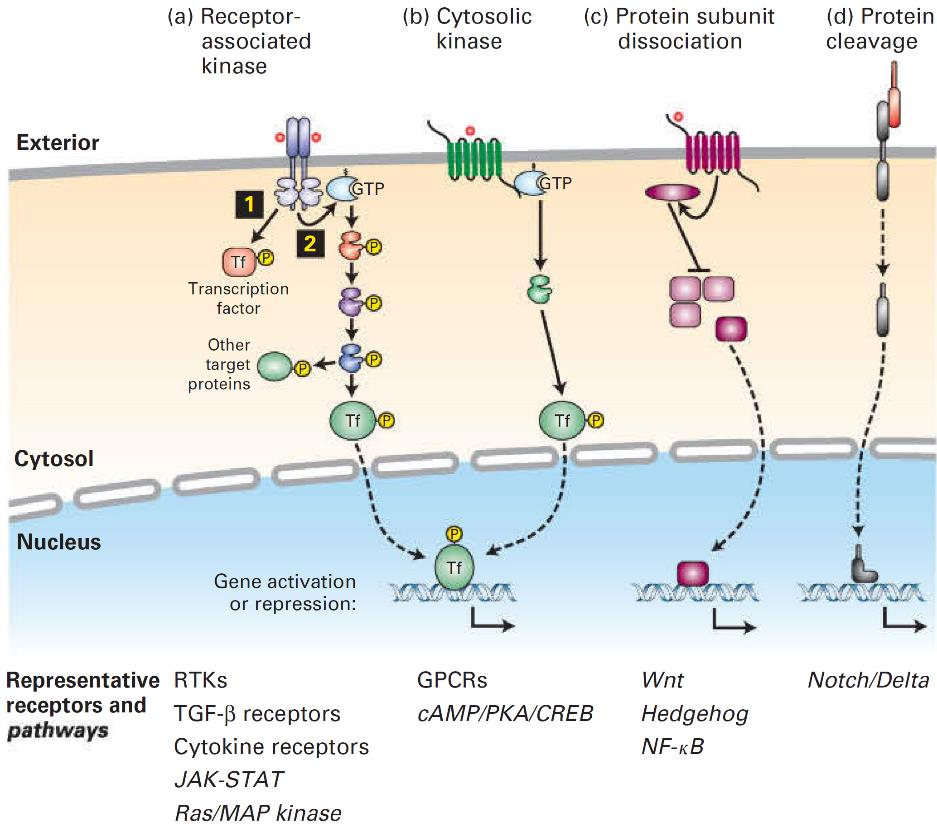 (a) Receptor-
associated
kinase
(b) Cytosolic
kinase
(c) Protein subunit
dissociation
(d) Protein
cleavage
Exterior
GTP
GTP
1
2
P
Tf
P
Transcription
factor
P
Other
target
proteins
P
P
Tf
P
Tf
P
Cytosol
Nucleus
P
Tf
Gene activation
or repression:
Representative
receptors and
pathways
RTKs
TGF-β receptors
Cytokine receptors
JAK-STAT
Ras/MAP kinase
GPCRs
cAMP/PKA/CREB
Wnt
Hedgehog
NF-κB
Notch/Delta